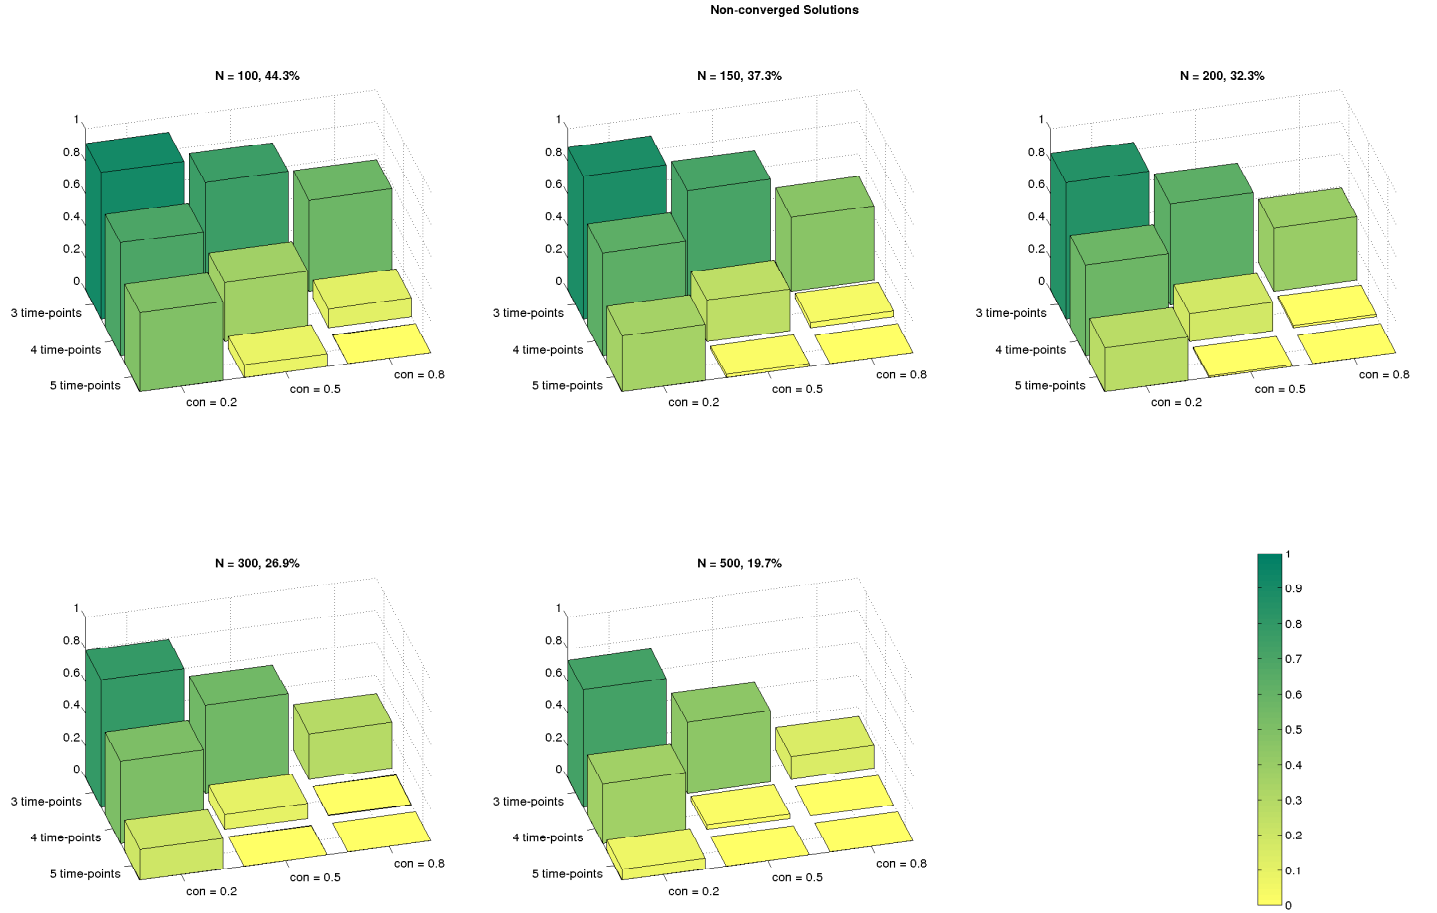 Non-converged Solutions
N = 100, 44.3%
1
0.8
0.6
0.4
0.2
0
3 time-points
4 time-points
5 time-points
con = 0.2
con = 0.5
con = 0.8
N = 150, 37.3%
1
0.8
0.6
0.4
0.2
0
3 time-points
4 time-points
5 time-points
con = 0.2
con = 0.5
con = 0.8
N = 200, 32.3%
1
0.8
0.6
0.4
0.2
0
3 time-points
4 time-points
5 time-points
con = 0.2
con = 0.5
con = 0.8
N = 300, 26.9%
1
0.8
0.6
0.4
0.2
0
3 time-points
4 time-points
5 time-points
con = 0.2
con = 0.5
con = 0.8
N = 500, 19.7%
1
0.8
0.6
0.4
0.2
0
3 time-points
4 time-points
5 time-points
con = 0.2
con = 0.5
con = 0.8
1
0.9
0.8
0.7
0.6
0.5
0.4
0.3
0.2
0.1
0